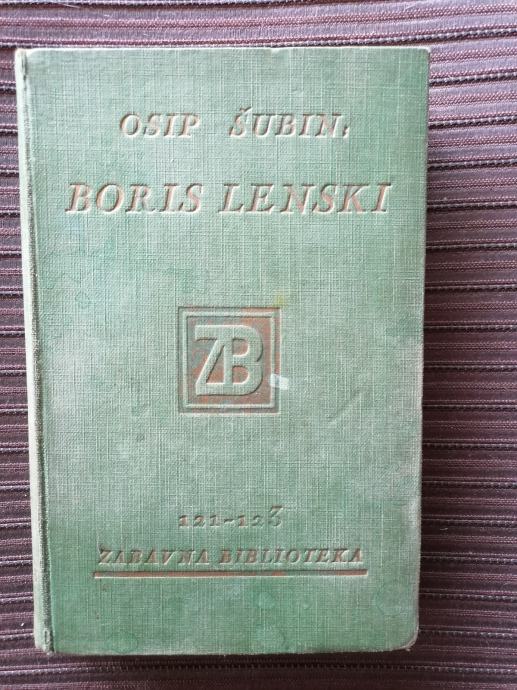 OSIP ŠUBIN:
BORIS LENSKI
ZB
121-123
ZABAVNA BIBLIOTEKA